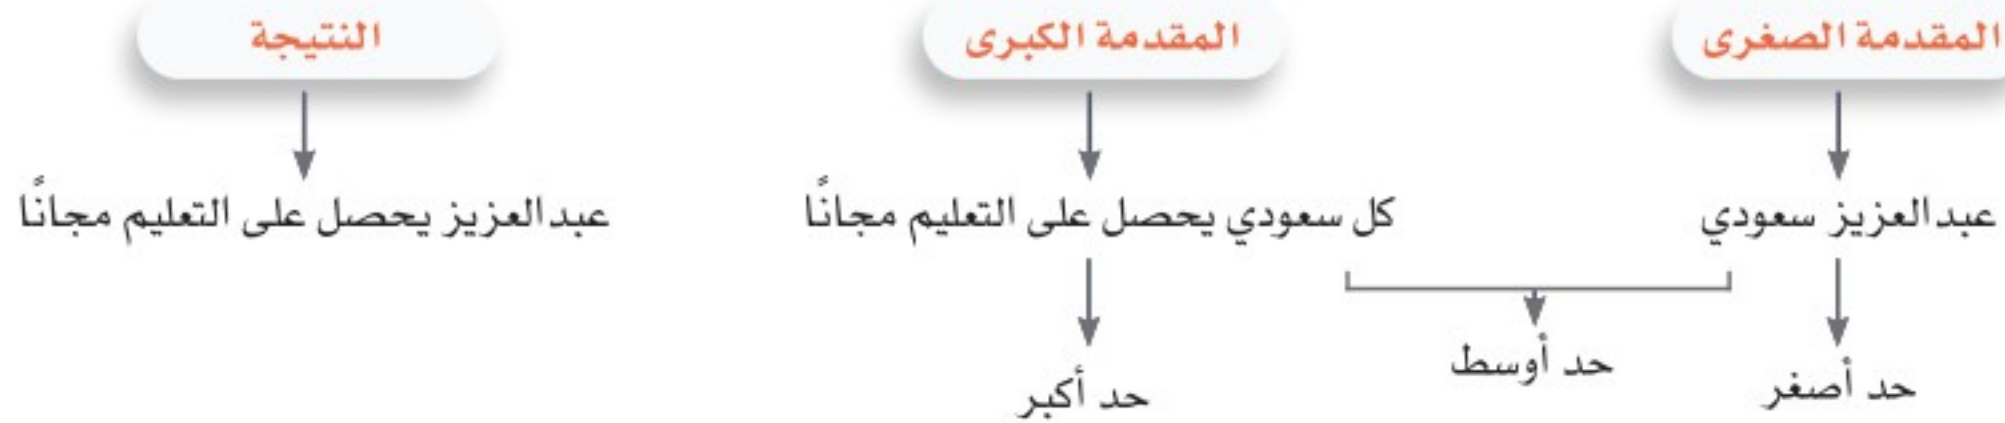 المقدمة الصغرى
المقدمة الكبرى
النتيجة
عبدالعزيز سعودي
كل سعودي يحصل على التعليم مجانًا
عبدالعزيز يحصل على التعليم مجانًا
حد أوسط
حد أصغر
حد أكبر